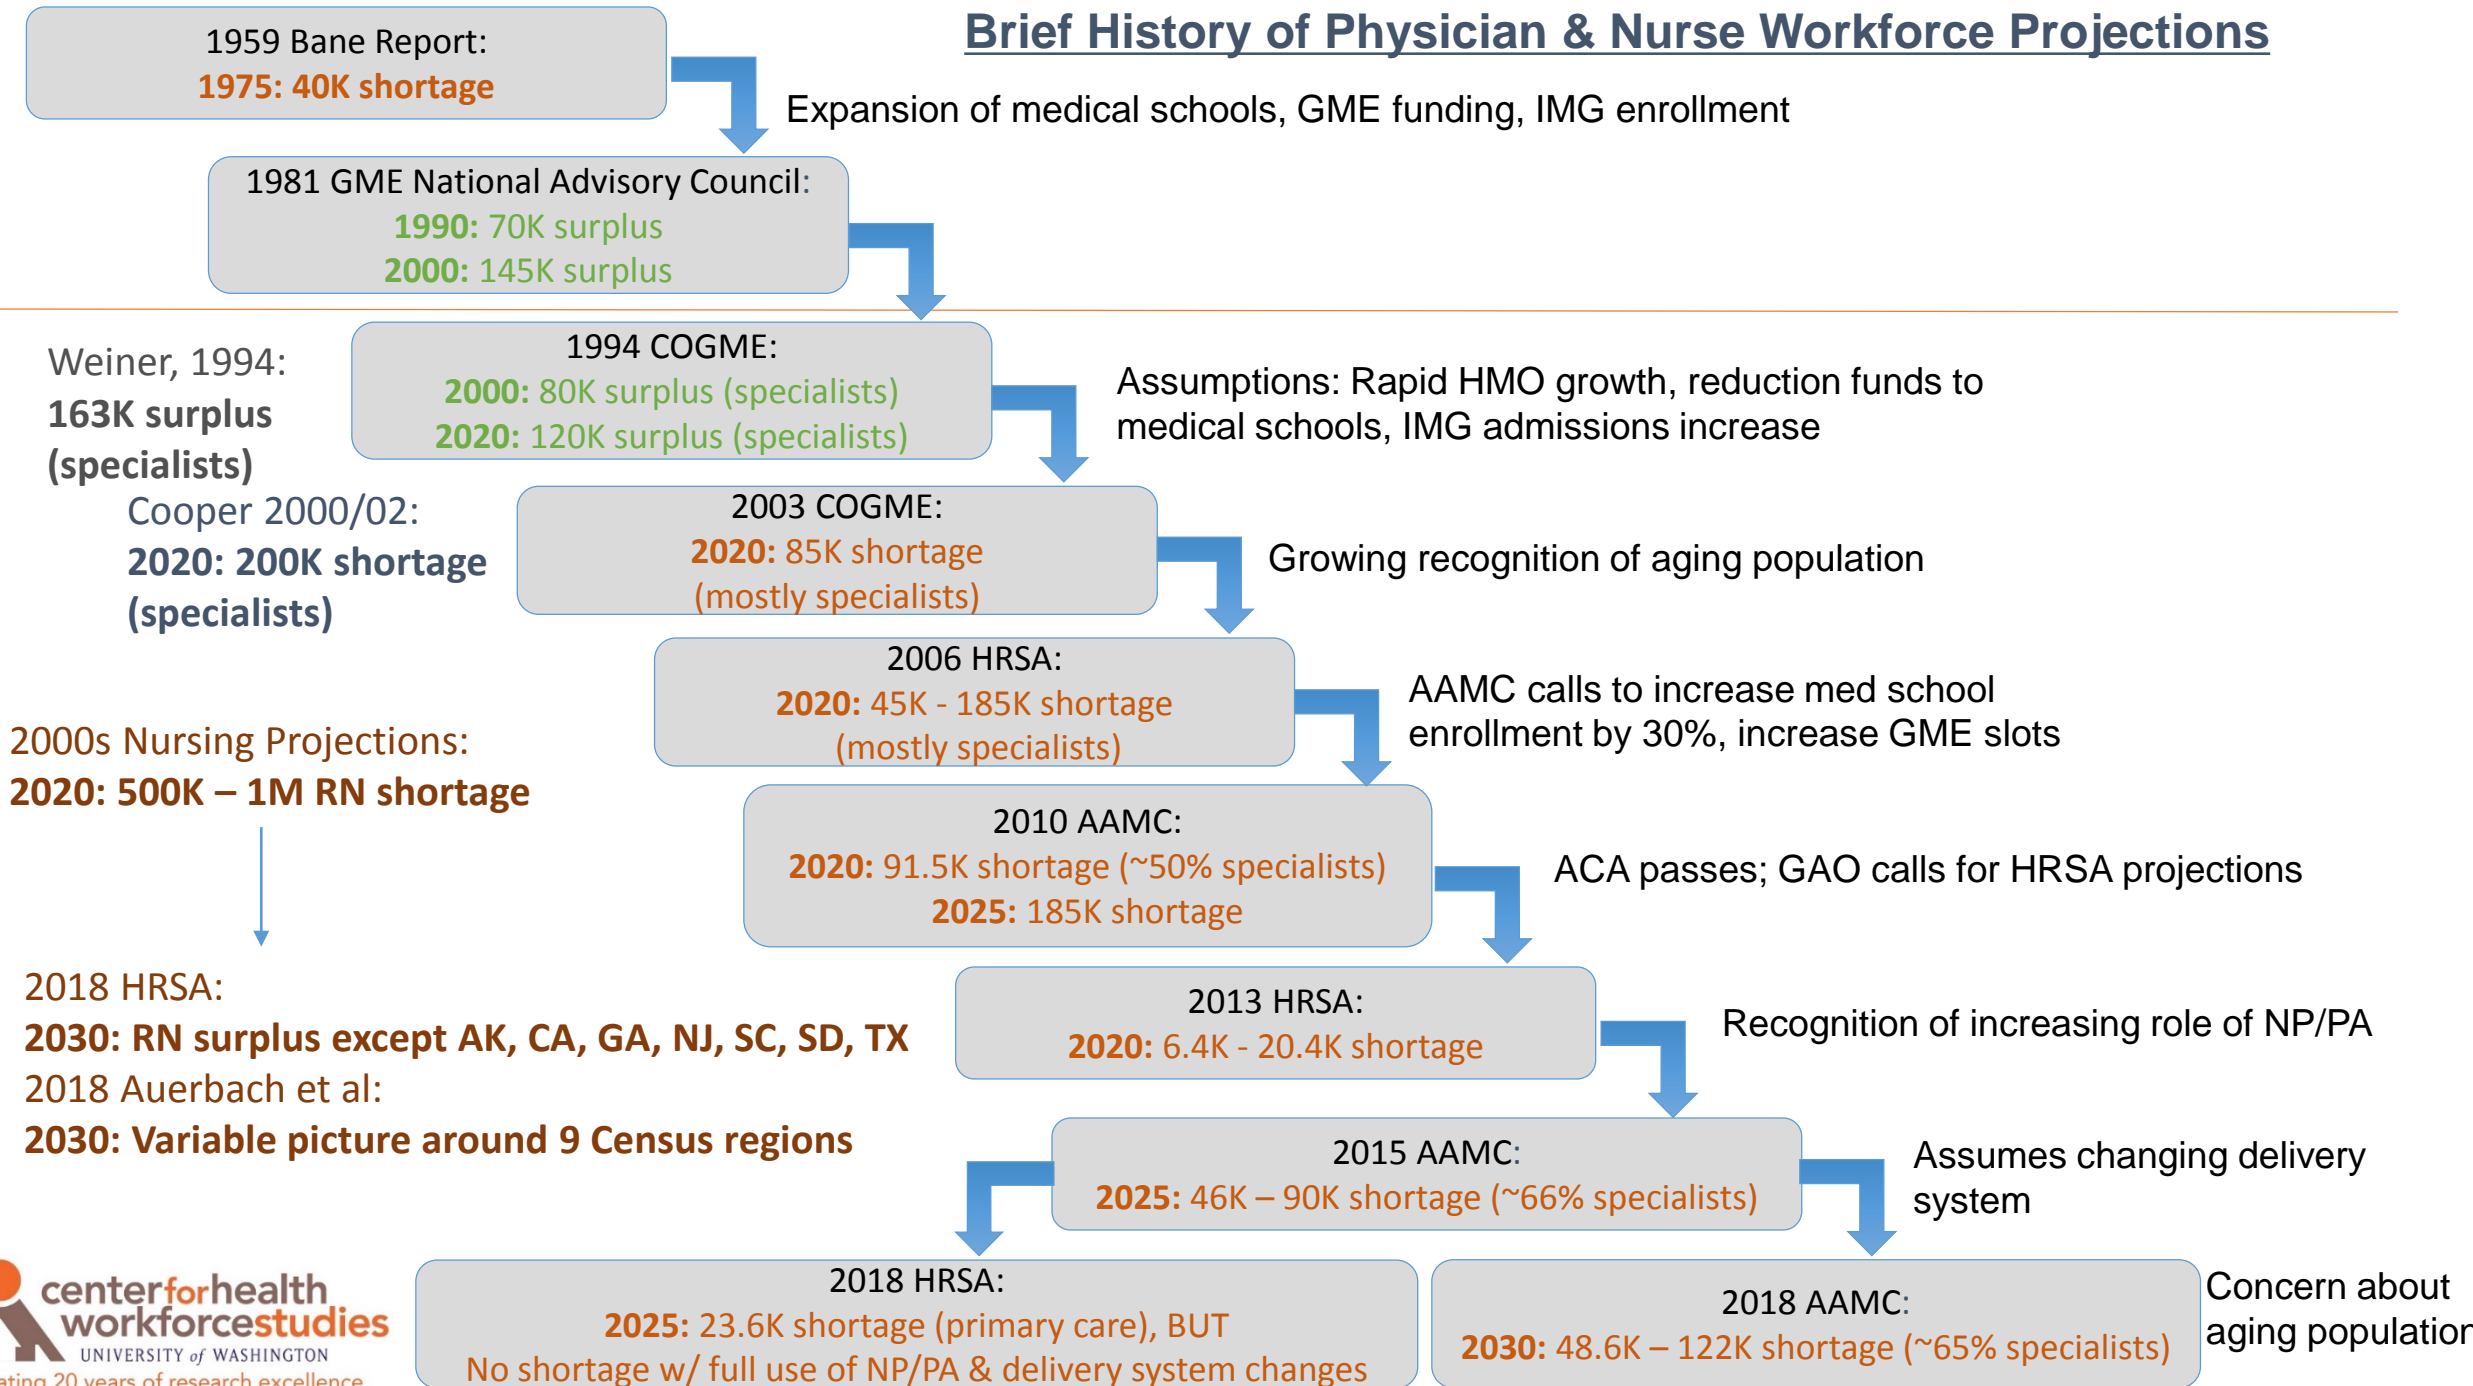 Brief History of Physician & Nurse Workforce Projections
1959 Bane Report:
1975: 40K shortage
Expansion of medical schools, GME funding, IMG enrollment
1981 GME National Advisory Council:
1990: 70K surplus
2000: 145K surplus
Weiner, 1994:
163K surplus
(specialists)
1994 COGME:
2000: 80K surplus (specialists)
2020: 120K surplus (specialists)
Assumptions: Rapid HMO growth, reduction funds to
medical schools, IMG admissions increase
Cooper 2000/02:
2020: 200K shortage
(specialists)
2003 COGME:
2020: 85K shortage
(mostly specialists)
Growing recognition of aging population
2006 HRSA:
2020: 45K - 185K shortage
(mostly specialists)
AAMC calls to increase med school
enrollment by 30%, increase GME slots
2000s Nursing Projections:
2020: 500K – 1M RN shortage
2010 AAMC:
2020: 91.5K shortage (~50% specialists)
2025: 185K shortage
ACA passes; GAO calls for HRSA projections
2018 HRSA:
2030: RN surplus except AK, CA, GA, NJ, SC, SD, TX
2018 Auerbach et al:
2030: Variable picture around 9 Census regions
2013 HRSA:
2020: 6.4K - 20.4K shortage
Recognition of increasing role of NP/PA
2015 AAMC:
2025: 46K – 90K shortage (~66% specialists)
Assumes changing delivery
system
2018 HRSA:
2025: 23.6K shortage (primary care), BUT
No shortage w/ full use of NP/PA & delivery system changes
2018 AAMC:
2030: 48.6K – 122K shortage (~65% specialists)
Concern about
aging population
centerforhealth
workforcestudies
UNIVERSITY of WASHINGTON
ating 20 years of research excellence